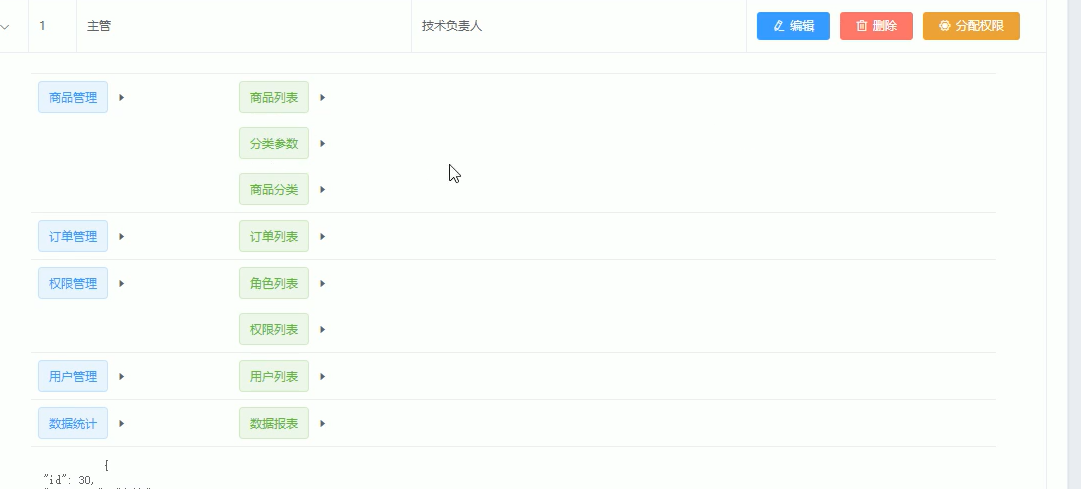 1 主管 技术负责人 编辑 删除 分配权限
商品管理 商品列表
分类参数
商品分类
订单管理 订单列表
权限管理 角色列表
权限列表
用户管理 用户列表
数据统计 数据报表
{
"id": 30,